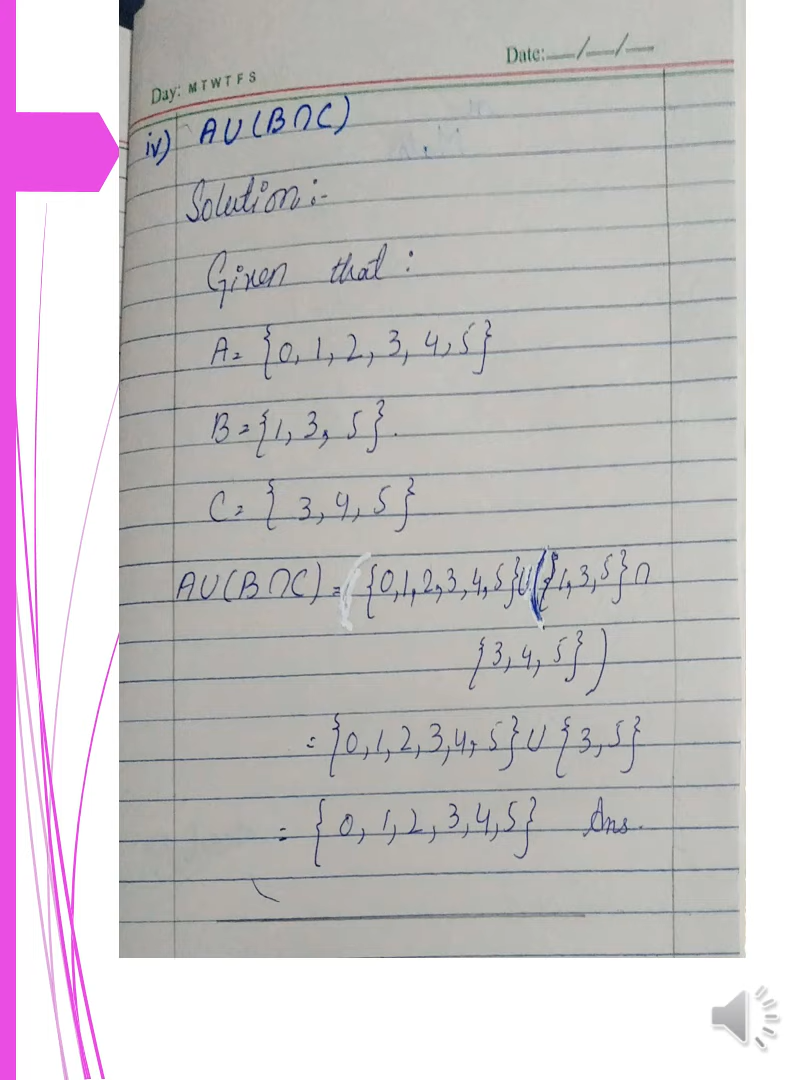 Date:__/__/__
Day: M T W T F S
iv) A∪(B∩C)
Solution:-
Given that:
A= {0, 1, 2, 3, 4, 5}
B={1, 3, 5}.
C= { 3, 4, 5}
A∪(B∩C)= {0,1,2,3,4,5}∪({1,3,5}∩
{3,4,5})
= {0,1,2,3,4,5}∪{3,5}
= {0,1,2,3,4,5} Ans.